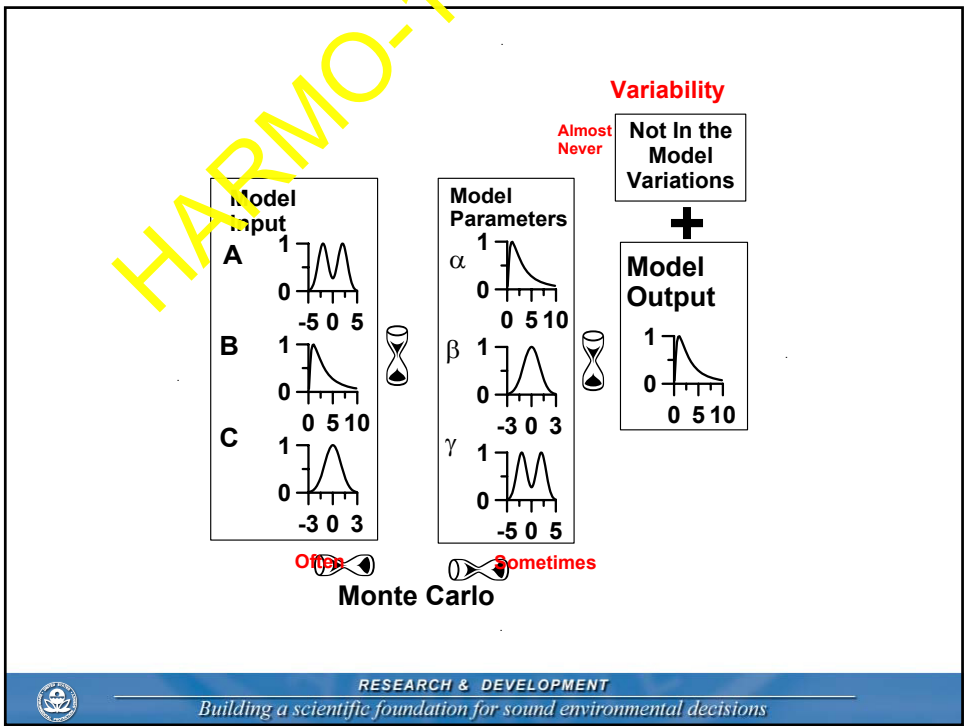 HARMO-1
Variability
Almost
Never
Not In the
Model
Variations
Model
Input
A
1
0
-5 0 5
B
1
0
0 5 10
C
1
0
-3 0 3
Often
Model
Parameters
α
1
0
0 5 10
β
1
0
-3 0 3
γ
1
0
-5 0 5
Sometimes
+
Model
Output
1
0
0 5 10
Monte Carlo
RESEARCH & DEVELOPMENT
Building a scientific foundation for sound environmental decisions